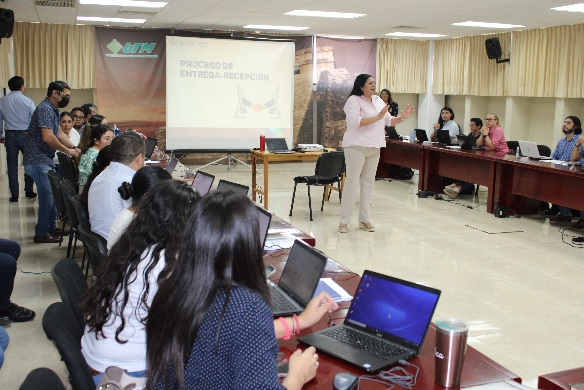 UTM
PROCESO DE
ENTREGA-RECEPCIÓN